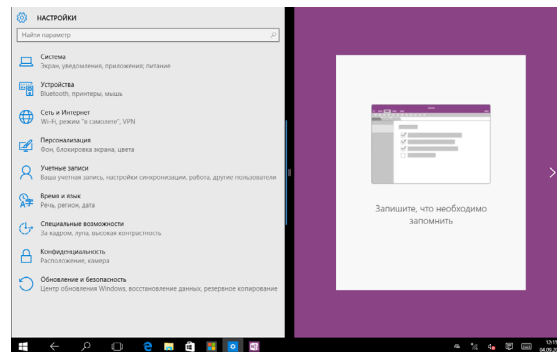 НАСТРОЙКИ
Найти параметр
Система
Экран, уведомления, приложения; питание
Устройства
Bluetooth, принтеры, мышь
Сеть и Интернет
Wi-Fi, режим "в самолете", VPN
Персонализация
Фон, блокировка экрана, цвета
Учетные записи
Ваша учетная запись, настройки синхронизации, работа, другие пользователи
Время и язык
Речь, регион, дата
Специальные возможности
За кадром, лупа, высокая контрастность
Конфиденциальность
Расположение, камера
Обновление и безопасность
Центр обновления Windows, восстановление данных, резервное копирование
Запишите, что необходимо
запомнить